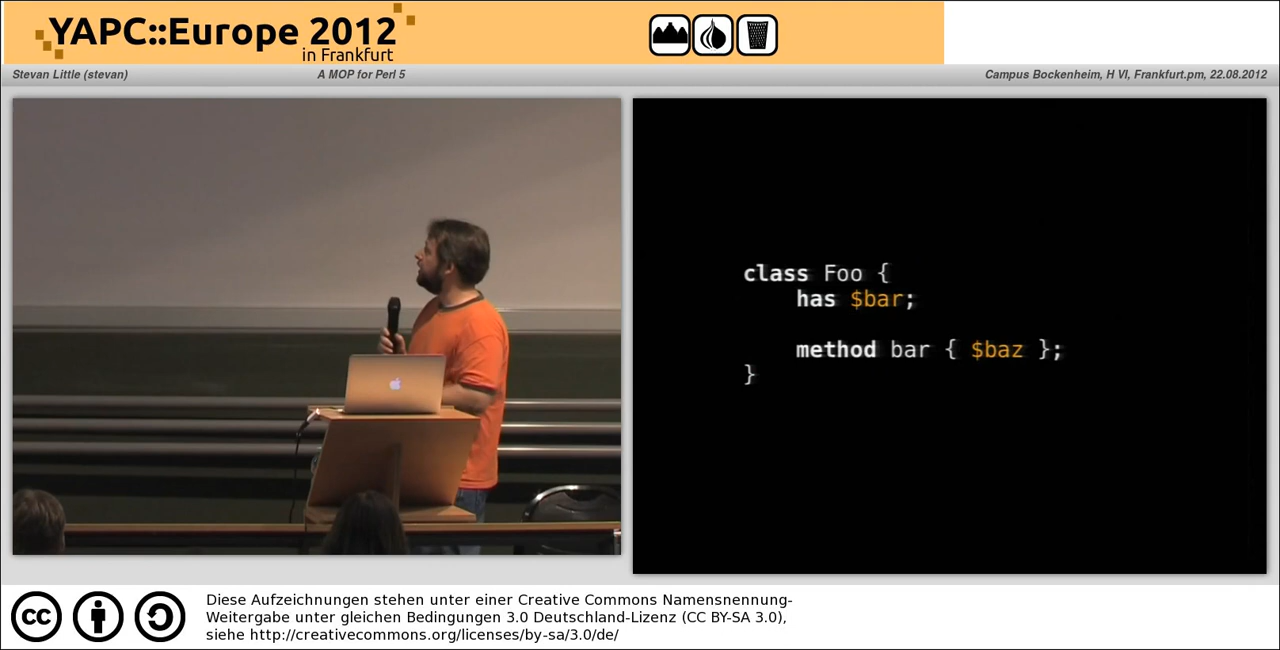 YAPC::Europe 2012
in Frankfurt
Stevan Little (stevan)
A MOP for Perl 5
Campus Bockenheim, H VI, Frankfurt.pm, 22.08.2012
class Foo {
    has $bar;
    method bar { $baz };
}
cc
Diese Aufzeichnungen stehen unter einer Creative Commons Namensnennung-
Weitergabe unter gleichen Bedingungen 3.0 Deutschland-Lizenz (CC BY-SA 3.0),
siehe http://creativecommons.org/licenses/by-sa/3.0/de/